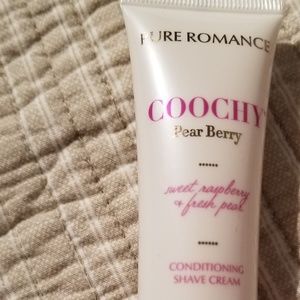 PURE ROMANCE
COOCHY
Pear Berry
sweet raspberry
& fresh pear
CONDITIONING
SHAVE CREAM